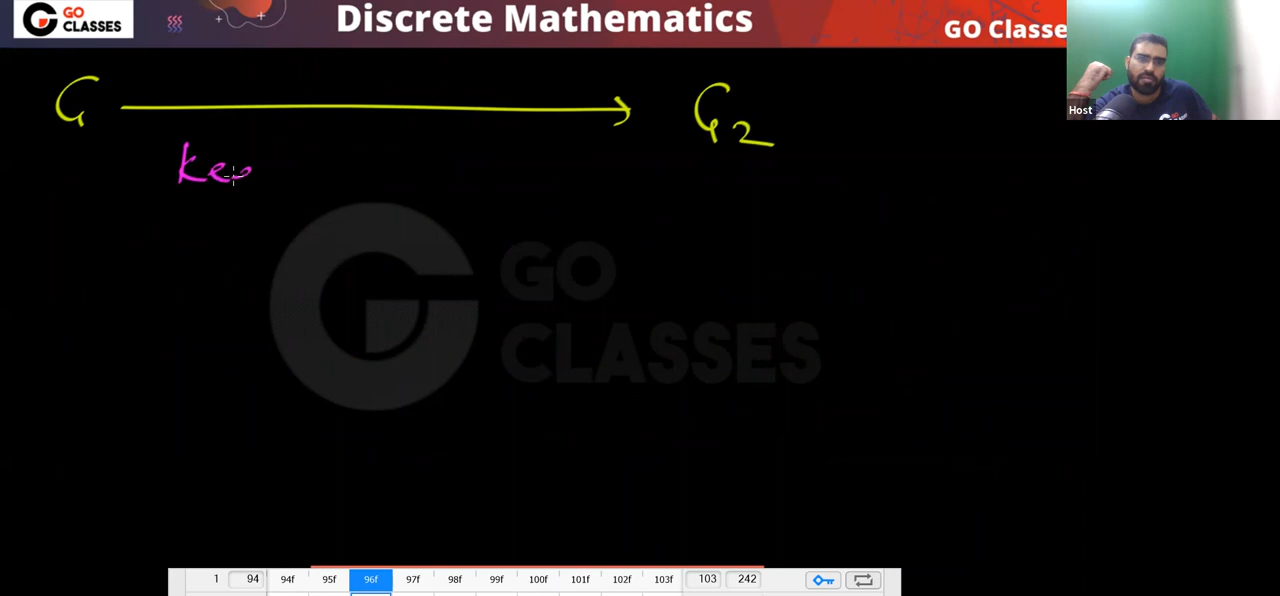 GO
CLASSES
Discrete Mathematics
GO Classe
Host
G
G2
GO
CLASSES
1 94 94f 95f 96f 97f 98f 99f 100f 101f 102f 103f 103 242